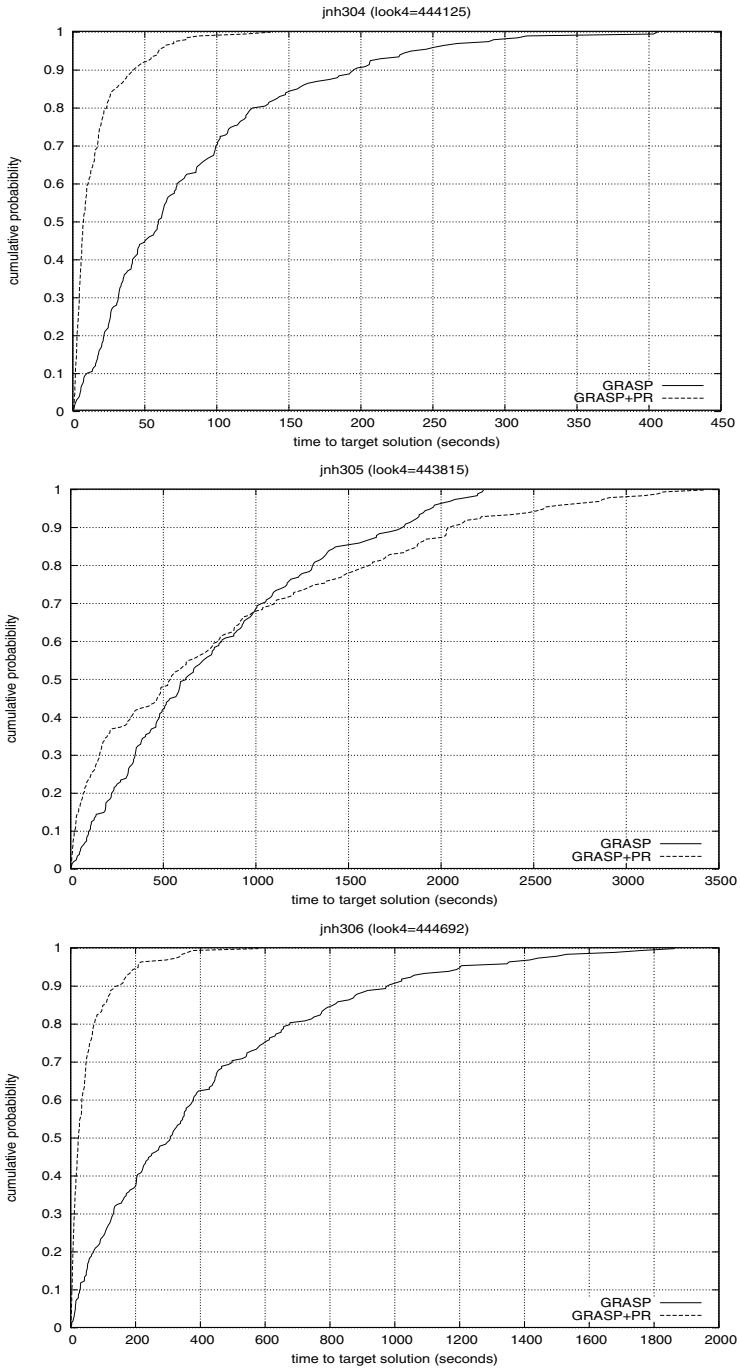 jnh304 (look4=444125)
1
0.9
0.8
0.7
0.6
0.5
0.4
0.3
0.2
0.1
0
cumulative probability
GRASP
GRASP+PR
0 50 100 150 200 250 300 350 400 450
time to target solution (seconds)
jnh305 (look4=443815)
1
0.9
0.8
0.7
0.6
0.5
0.4
0.3
0.2
0.1
0
cumulative probability
GRASP
GRASP+PR
0 500 1000 1500 2000 2500 3000 3500
time to target solution (seconds)
jnh306 (look4=444692)
1
0.9
0.8
0.7
0.6
0.5
0.4
0.3
0.2
0.1
0
cumulative probability
GRASP
GRASP+PR
0 200 400 600 800 1000 1200 1400 1600 1800 2000
time to target solution (seconds)